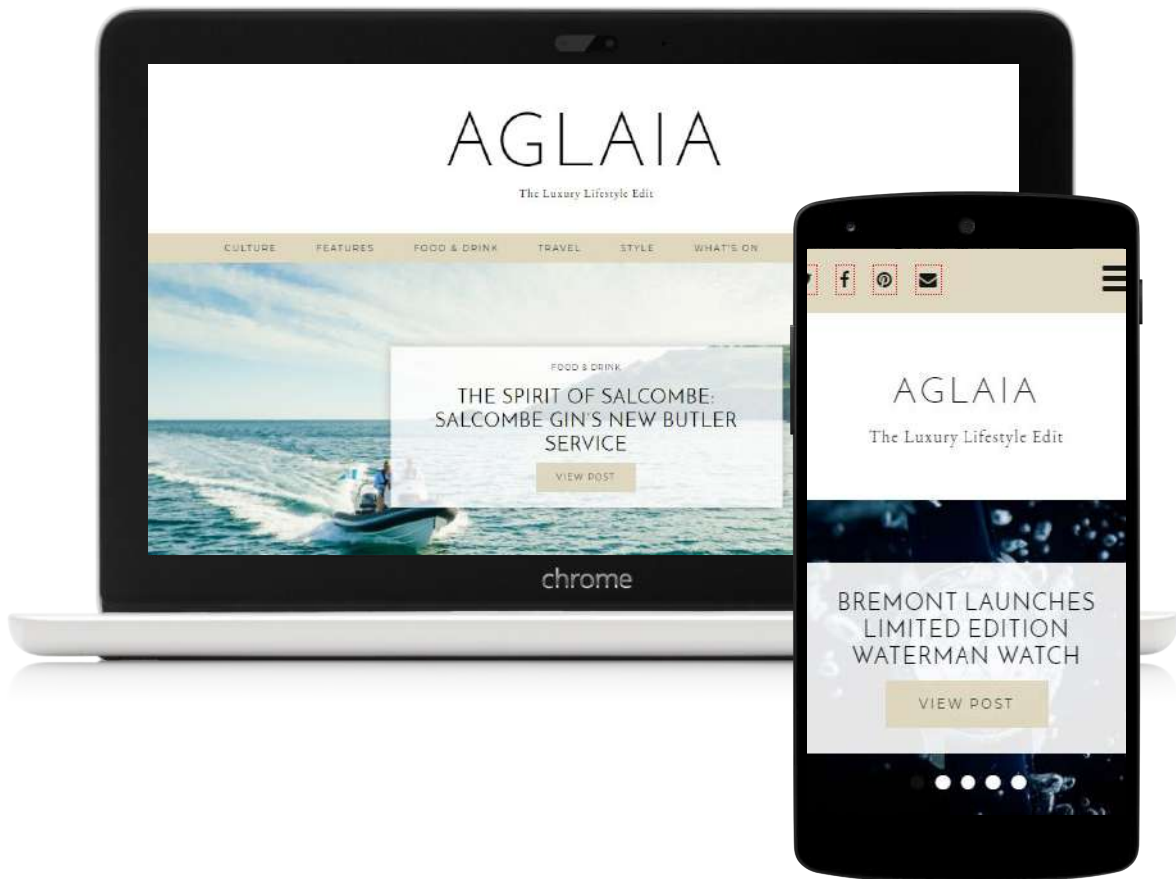 AGLAIA
The Luxury Lifestyle Edit
CULTURE FEATURES FOOD & DRINK TRAVEL STYLE WHAT'S ON
FOOD & DRINK
THE SPIRIT OF SALCOMBE:
SALCOMBE GIN'S NEW BUTLER
SERVICE
VIEW POST
chrome
AGLAIA
The Luxury Lifestyle Edit
BREMONT LAUNCHES
LIMITED EDITION
WATERMAN WATCH
VIEW POST